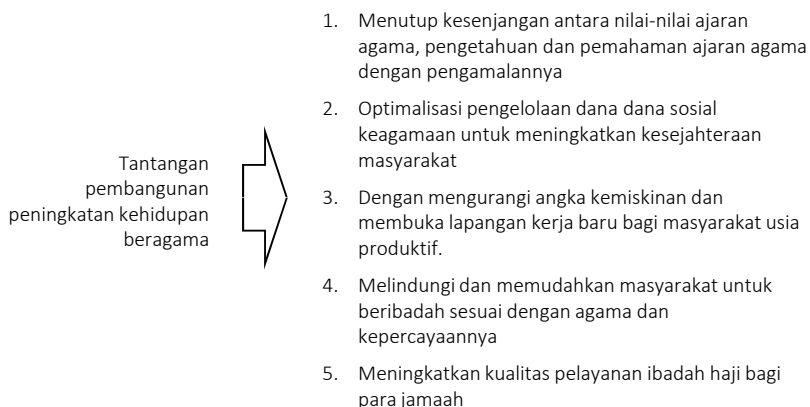 Tantangan
pembangunan
peningkatan kehidupan
beragama
1. Menutup kesenjangan antara nilai-nilai ajaran
agama, pengetahuan dan pemahaman ajaran agama
dengan pengamalannya
2. Optimalisasi pengelolaan dana dana sosial
keagamaan untuk meningkatkan kesejahteraan
masyarakat
3. Dengan mengurangi angka kemiskinan dan
membuka lapangan kerja baru bagi masyarakat usia
produktif.
4. Melindungi dan memudahkan masyarakat untuk
beribadah sesuai dengan agama dan
kepercayaannya
5. Meningkatkan kualitas pelayanan ibadah haji bagi
para jamaah